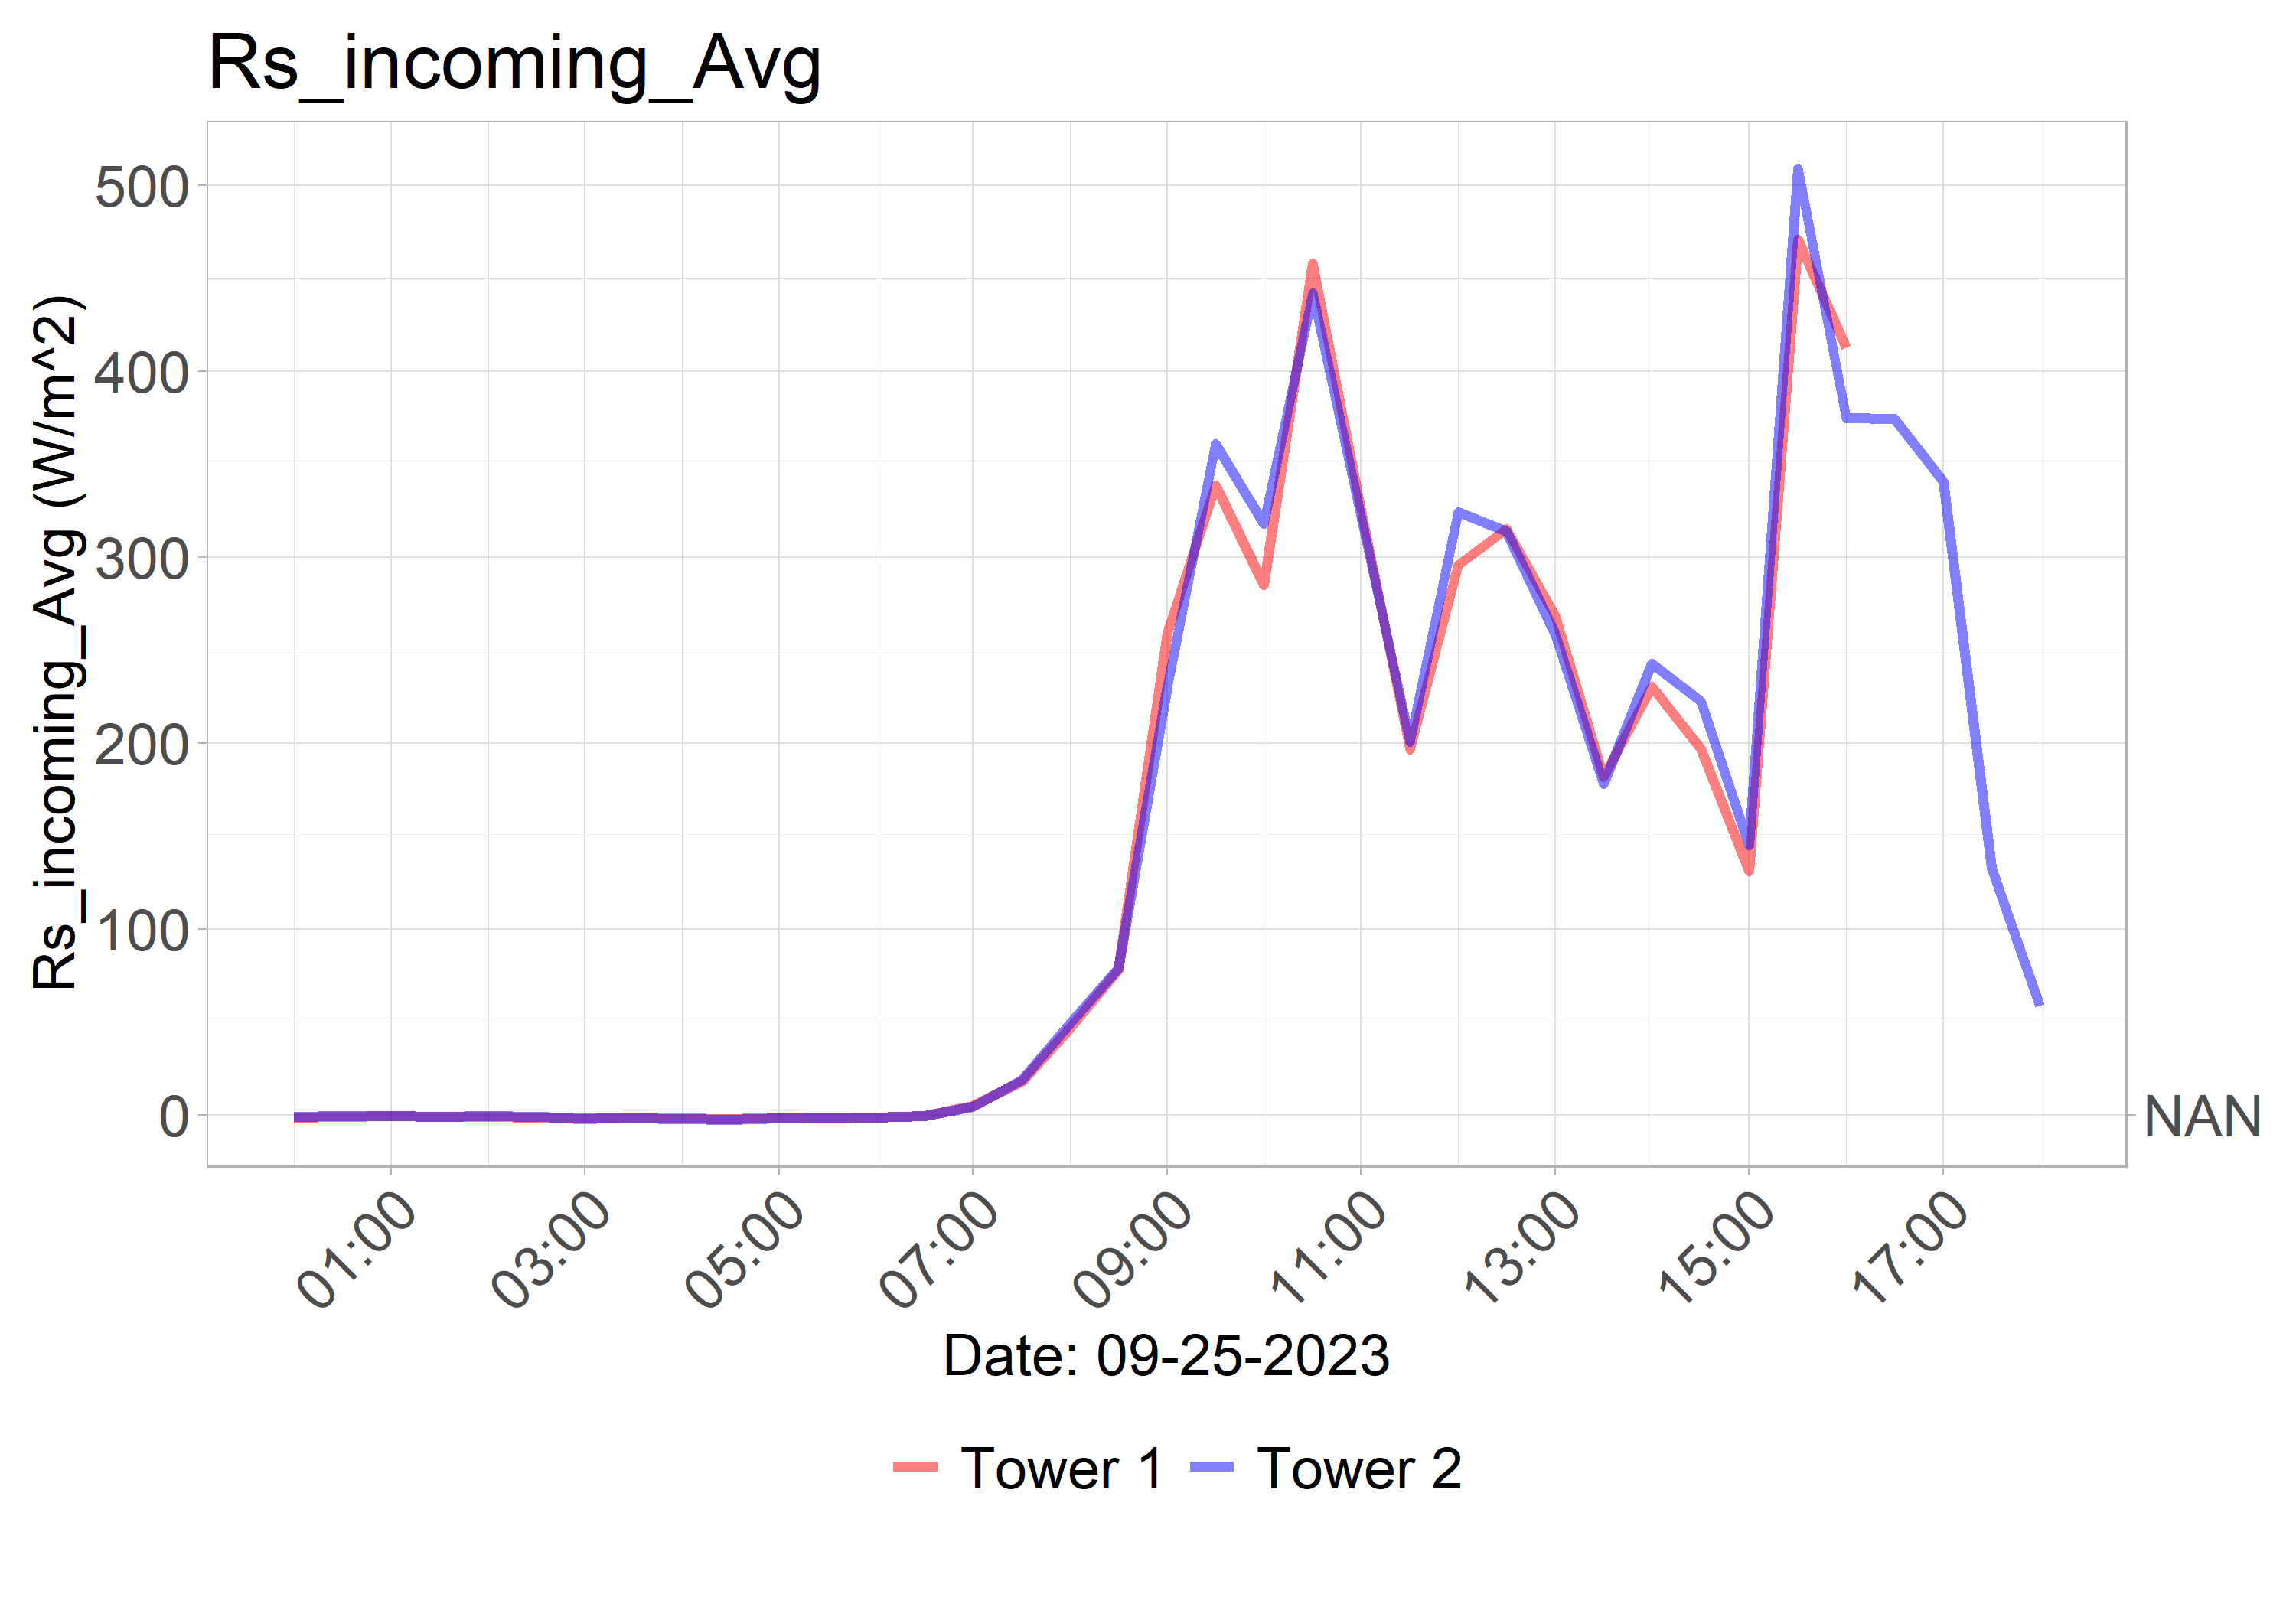 Rs_incoming_Avg
Rs_incoming_Avg (W/m^2)
500
400
300
200
100
0
NAN
01:00
03:00
05:00
07:00
09:00
11:00
13:00
15:00
17:00
Date: 09-25-2023
Tower 1
Tower 2